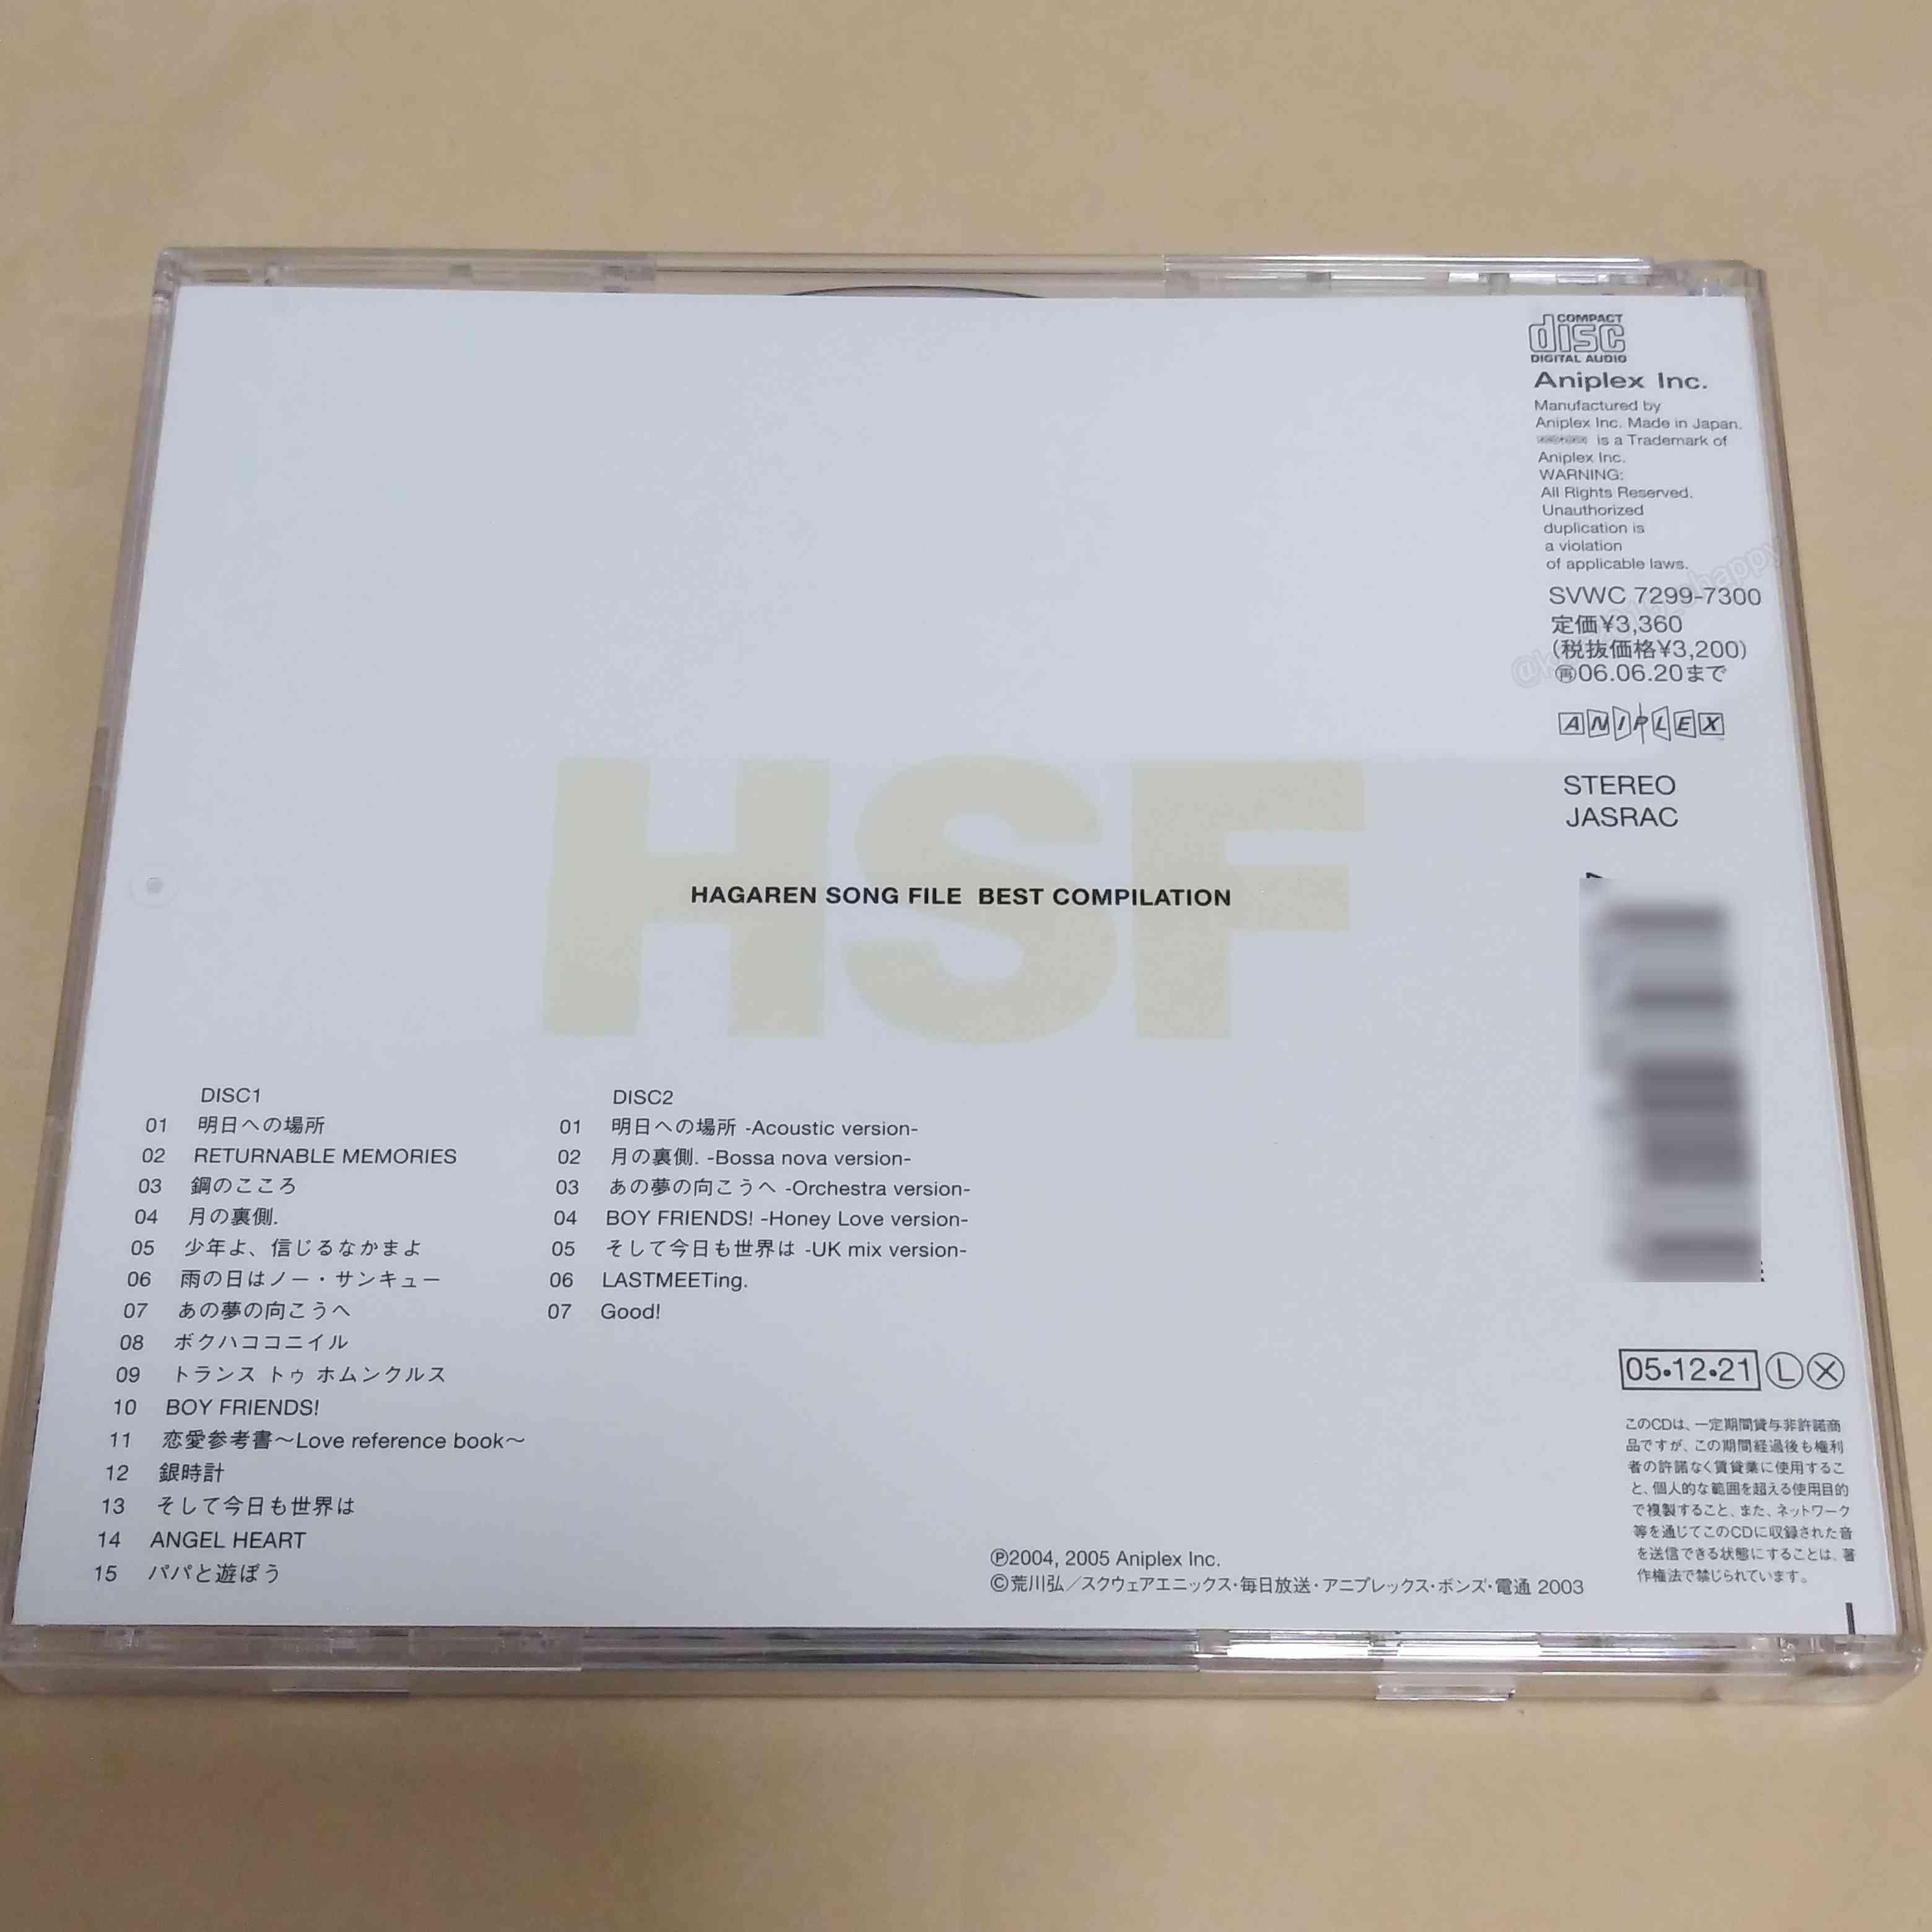 COMPACT
disc
DIGITAL AUDIO
Aniplex Inc.
Manufactured by
Aniplex Inc. Made in Japan.
is a Trademark of
Aniplex Inc.
WARNING:
All Rights Reserved.
Unauthorized
duplication is
a violation
of applicable laws.
SVWC 7299-7300
定価¥3,360
(税抜価格¥3,200)
㊢06.06.20まで
ANIPLEX
STEREO
JASRAC
HSF
HAGAREN SONG FILE BEST COMPILATION
DISC1
01 明日への場所
02 RETURNABLE MEMORIES
03 鋼のこころ
04 月の裏側.
05 少年よ、信じるなかまよ
06 雨の日はノー・サンキュー
07 あの夢の向こうへ
08 ボクハココニイル
09 トランス トゥ ホムンクルス
10 BOY FRIENDS!
11 恋愛参考書〜Love reference book〜
12 銀時計
13 そして今日も世界は
14 ANGEL HEART
15 パパと遊ぼう
DISC2
01 明日への場所 -Acoustic version-
02 月の裏側. -Bossa nova version-
03 あの夢の向こうへ -Orchestra version-
04 BOY FRIENDS! -Honey Love version-
05 そして今日も世界は -UK mix version-
06 LASTMEETing.
07 Good!
℗2004, 2005 Aniplex Inc.
©荒川弘／スクウェアエニックス・毎日放送・アニプレックス・ボンズ・電通 2003
05•12•21 Ⓛ Ⓧ
このCDは、一定期間貸与非許諾商
品ですが、この期間経過後も権利
者の許諾なく賃貸業に使用するこ
と、個人的な範囲を超える使用目的
で複製すること、また、ネットワーク
等を通じてこのCDに収録された音
を送信できる状態にすることは、著
作権法で禁じられています。